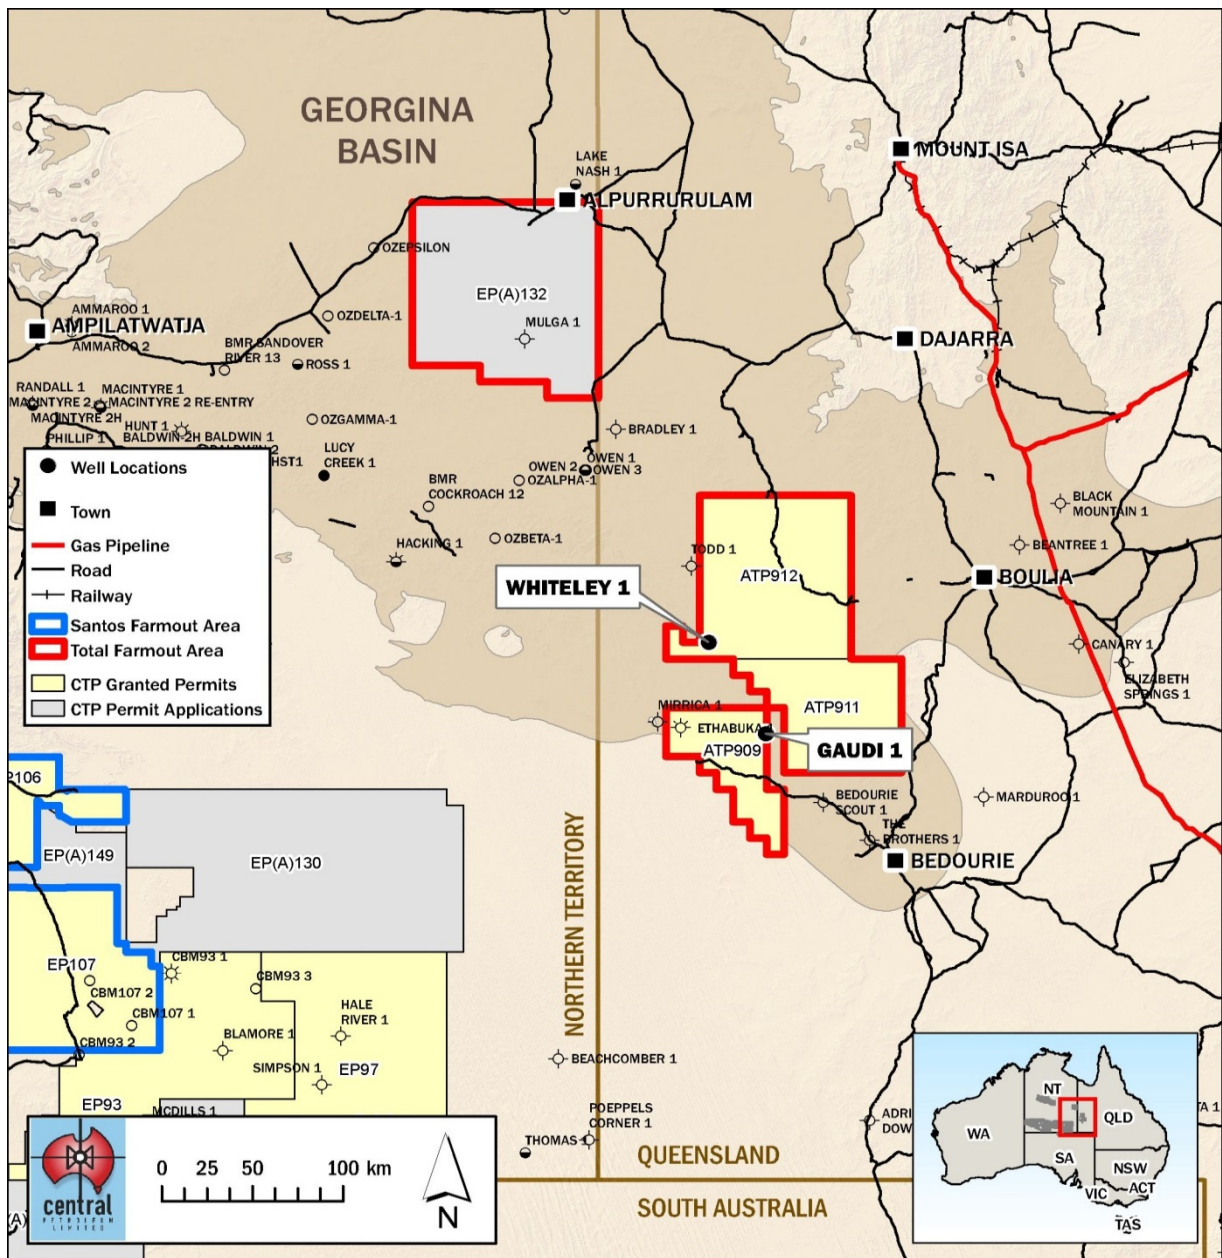 GEORGINA
BASIN
LAKE
NASH 1
ALPURRURULAM
MOUNT ISA
OZEPSILON
EP(A)132
MULGA 1
AMMAROO 1
AMPILATWATJA
AMMAROO 2
OZDELTA-1
BMR SANDOVER
RIVER 13
ROSS 1
DAJARRA
RANDALL 1
MACINTYRE 1
MACINTYRE 2
MACINTYRE 2 RE-ENTRY
MACINTYRE 2H
HUNT 1
PHILLIP 1
BALDWIN-2H
BALDWIN 1
OZGAMMA-1
BRADLEY 1
LUCY
CREEK 1
OWEN 1
OWEN 2
OWEN 3
OZALPHA-1
BMR
COCKROACH 12
BLACK
MOUNTAIN 1
HACKING 1
OZBETA-1
TODD 1
BEANTREE 1
ATP912
BOULIA
WHITELEY 1
Well Locations
Town
Gas Pipeline
Road
Railway
Santos Farmout Area
Total Farmout Area
CTP Granted Permits
CTP Permit Applications
CANARY 1
ELIZABETH
SPRINGS 1
MIRRICA 1
ATP911
ETHABUKA 1
ATP909
GAUDI 1
BEDOURIE
SCOUT 1
MARDUROO 1
THE
BROTHERS 1
BEDOURIE
EP106
EP(A)149
EP(A)130
NORTHERN TERRITORY
EP107
CBM93 1
CBM93 3
CBM107 2
CBM107 1
CBM93 2
HALE
RIVER 1
BLAMORE 1
SIMPSON 1
EP97
EP93
MCDILLS 1
BEACHCOMBER 1
POEPPELS
CORNER 1
THOMAS 1
QUEENSLAND
SOUTH AUSTRALIA
central
PETROLEUM
LIMITED
0 25 50 100 km
N
NT
WA
QLD
SA
NSW
ACT
VIC
TAS